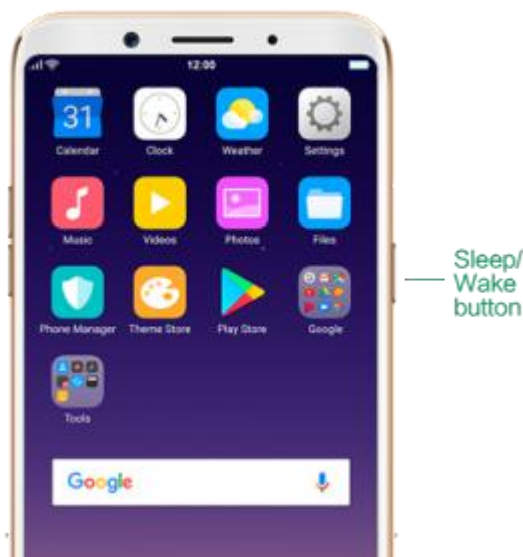 12:00
31
Calendar
Clock
Weather
Settings
Music
Videos
Photos
Files
Phone Manager
Theme Store
Play Store
Google
Tools
Google
Sleep/
Wake
button